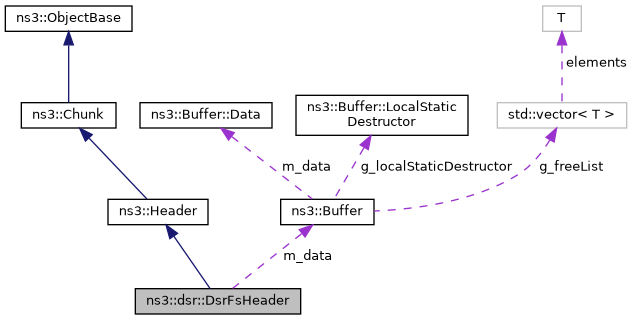 ns3::ObjectBase
T
elements
ns3::Chunk
ns3::Buffer::Data
ns3::Buffer::LocalStatic
Destructor
std::vector< T >
m_data
g_localStaticDestructor
g_freeList
ns3::Header
ns3::Buffer
m_data
ns3::dsr::DsrFsHeader